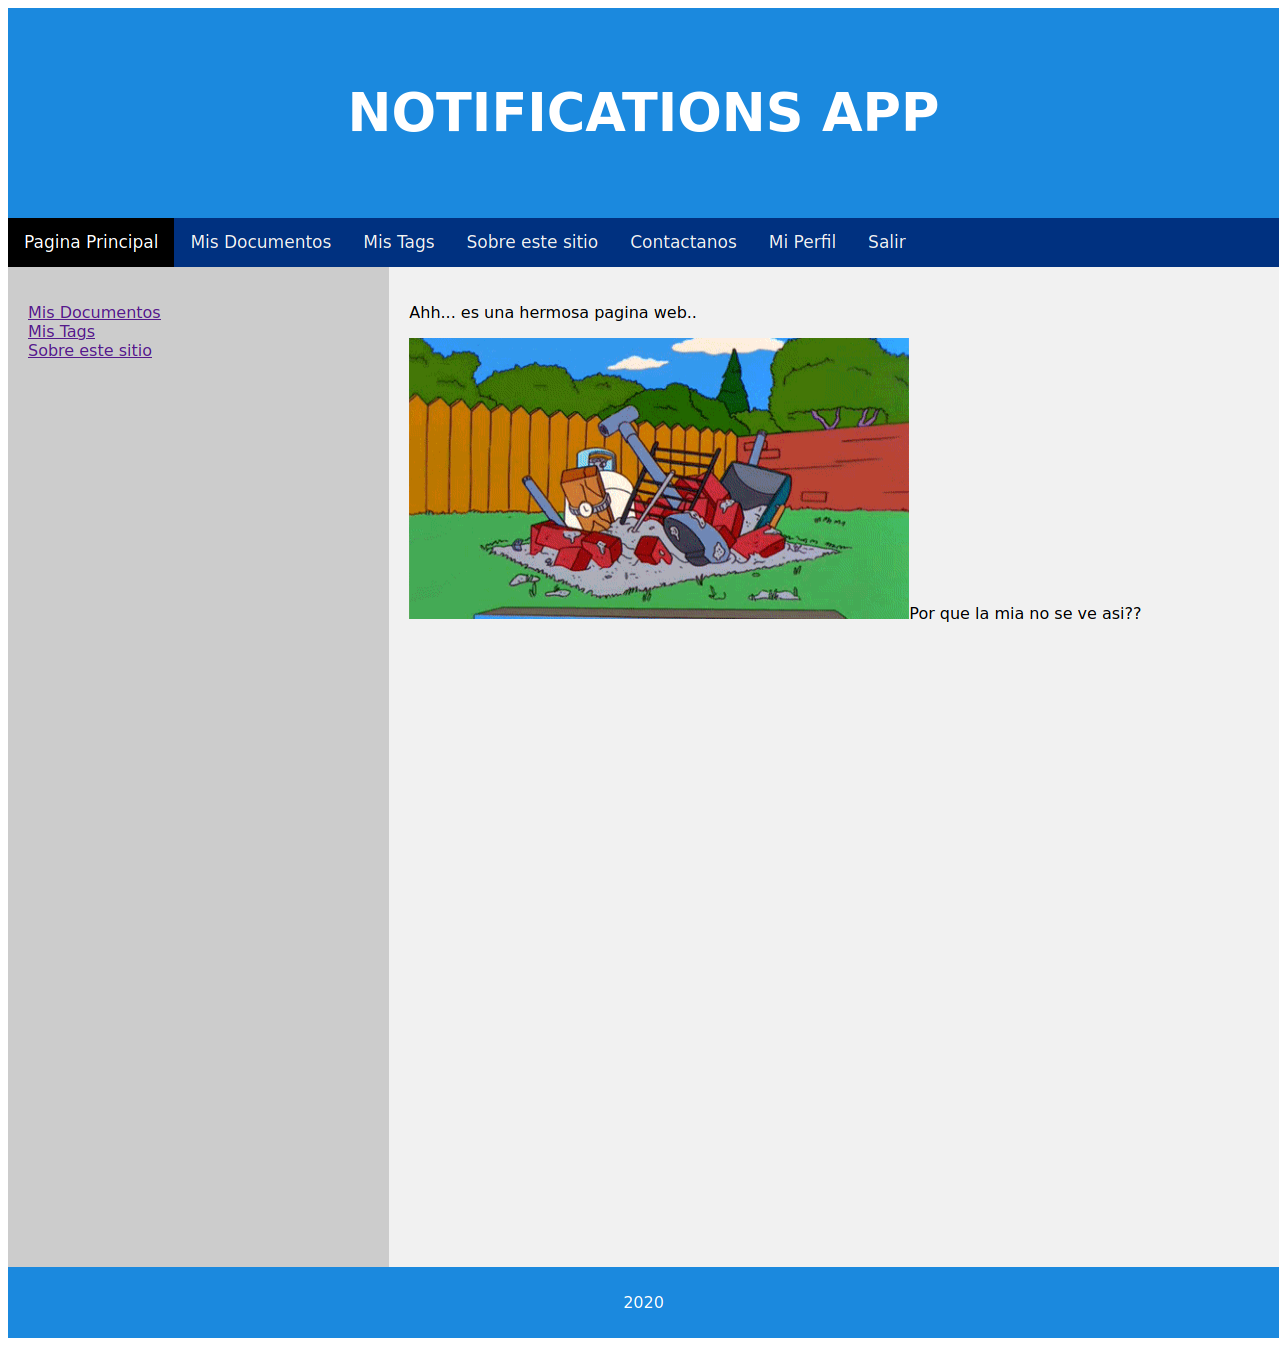 NOTIFICATIONS APP
Pagina Principal Mis Documentos Mis Tags Sobre este sitio Contactanos Mi Perfil Salir
Mis Documentos
Mis Tags
Sobre este sitio
Ahh... es una hermosa pagina web..
Por que la mia no se ve asi??
2020